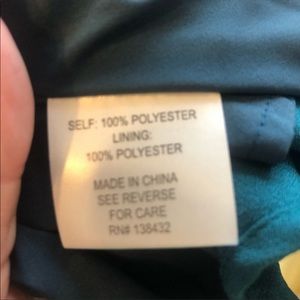 SELF: 100% POLYESTER
LINING:
100% POLYESTER
MADE IN CHINA
SEE REVERSE
FOR CARE
RN# 138432